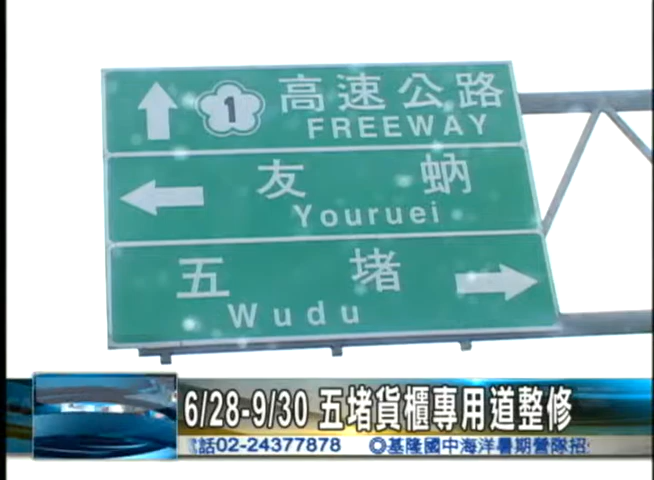 1 高速公路
FREEWAY
友 蚋
Youruei
五 堵
Wudu
6/28-9/30 五堵貨櫃專用道整修
話02-24377878 ◎基隆國中海洋暑期營隊招